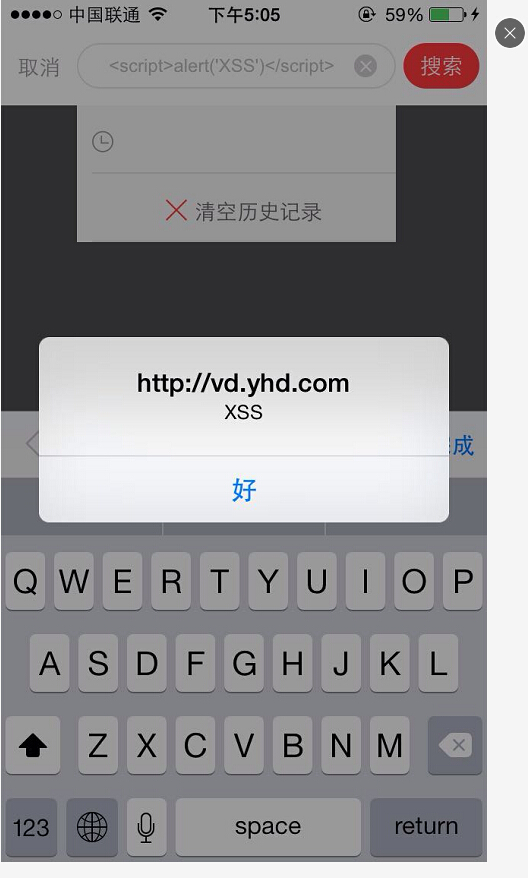 中国联通 下午5:05 59%
取消 <script>alert('XSS')</script> 搜索
清空历史记录
http://vd.yhd.com
XSS
成
好
Q W E R T Y U I O P
A S D F G H J K L
Z X C V B N M
123 space return